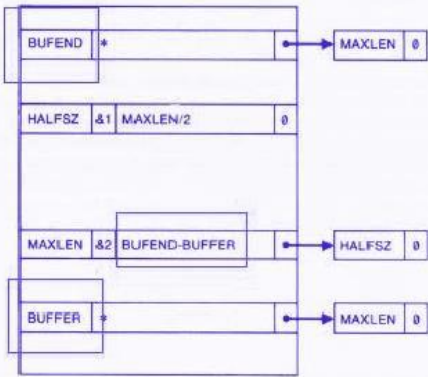 BUFEND * MAXLEN 0
HALFSZ &1 MAXLEN/2 0
MAXLEN &2 BUFEND-BUFFER HALFSZ 0
BUFFER * MAXLEN 0